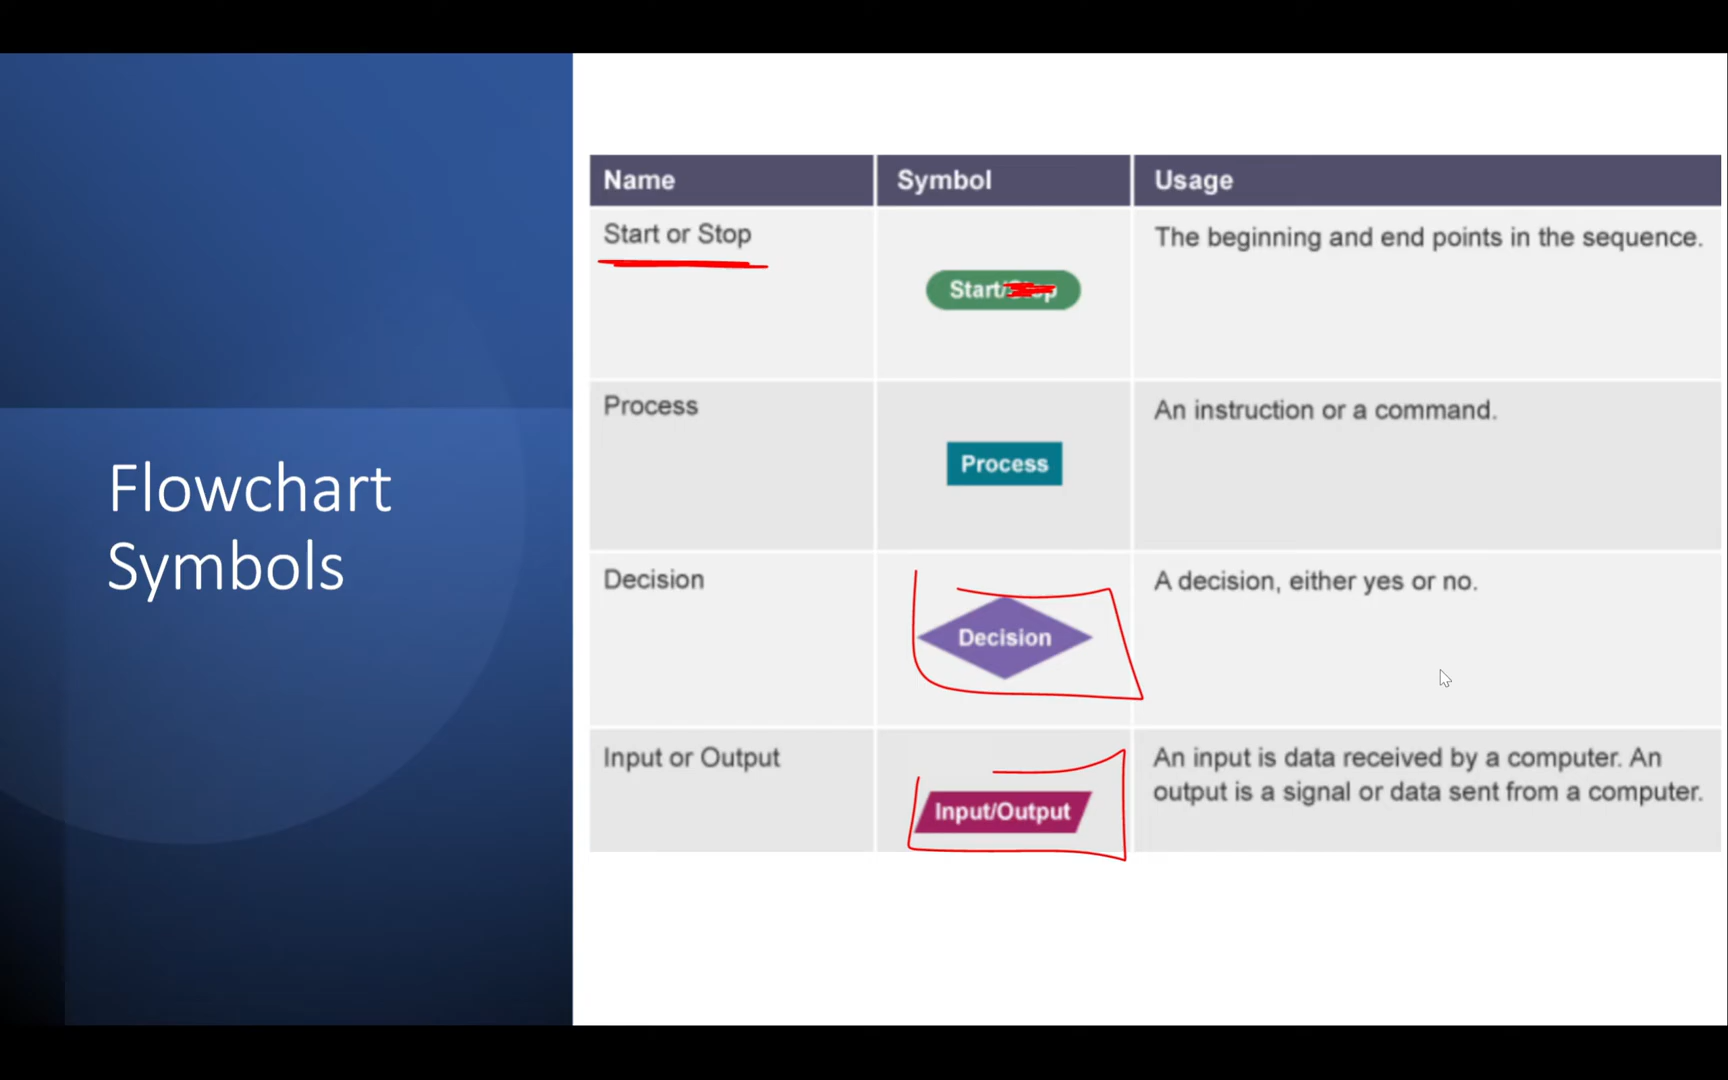 Flowchart
Symbols
Name
Symbol
Usage
Start or Stop
Start/Stop
The beginning and end points in the sequence.
Process
Process
An instruction or a command.
Decision
Decision
A decision, either yes or no.
Input or Output
Input/Output
An input is data received by a computer. An
output is a signal or data sent from a computer.